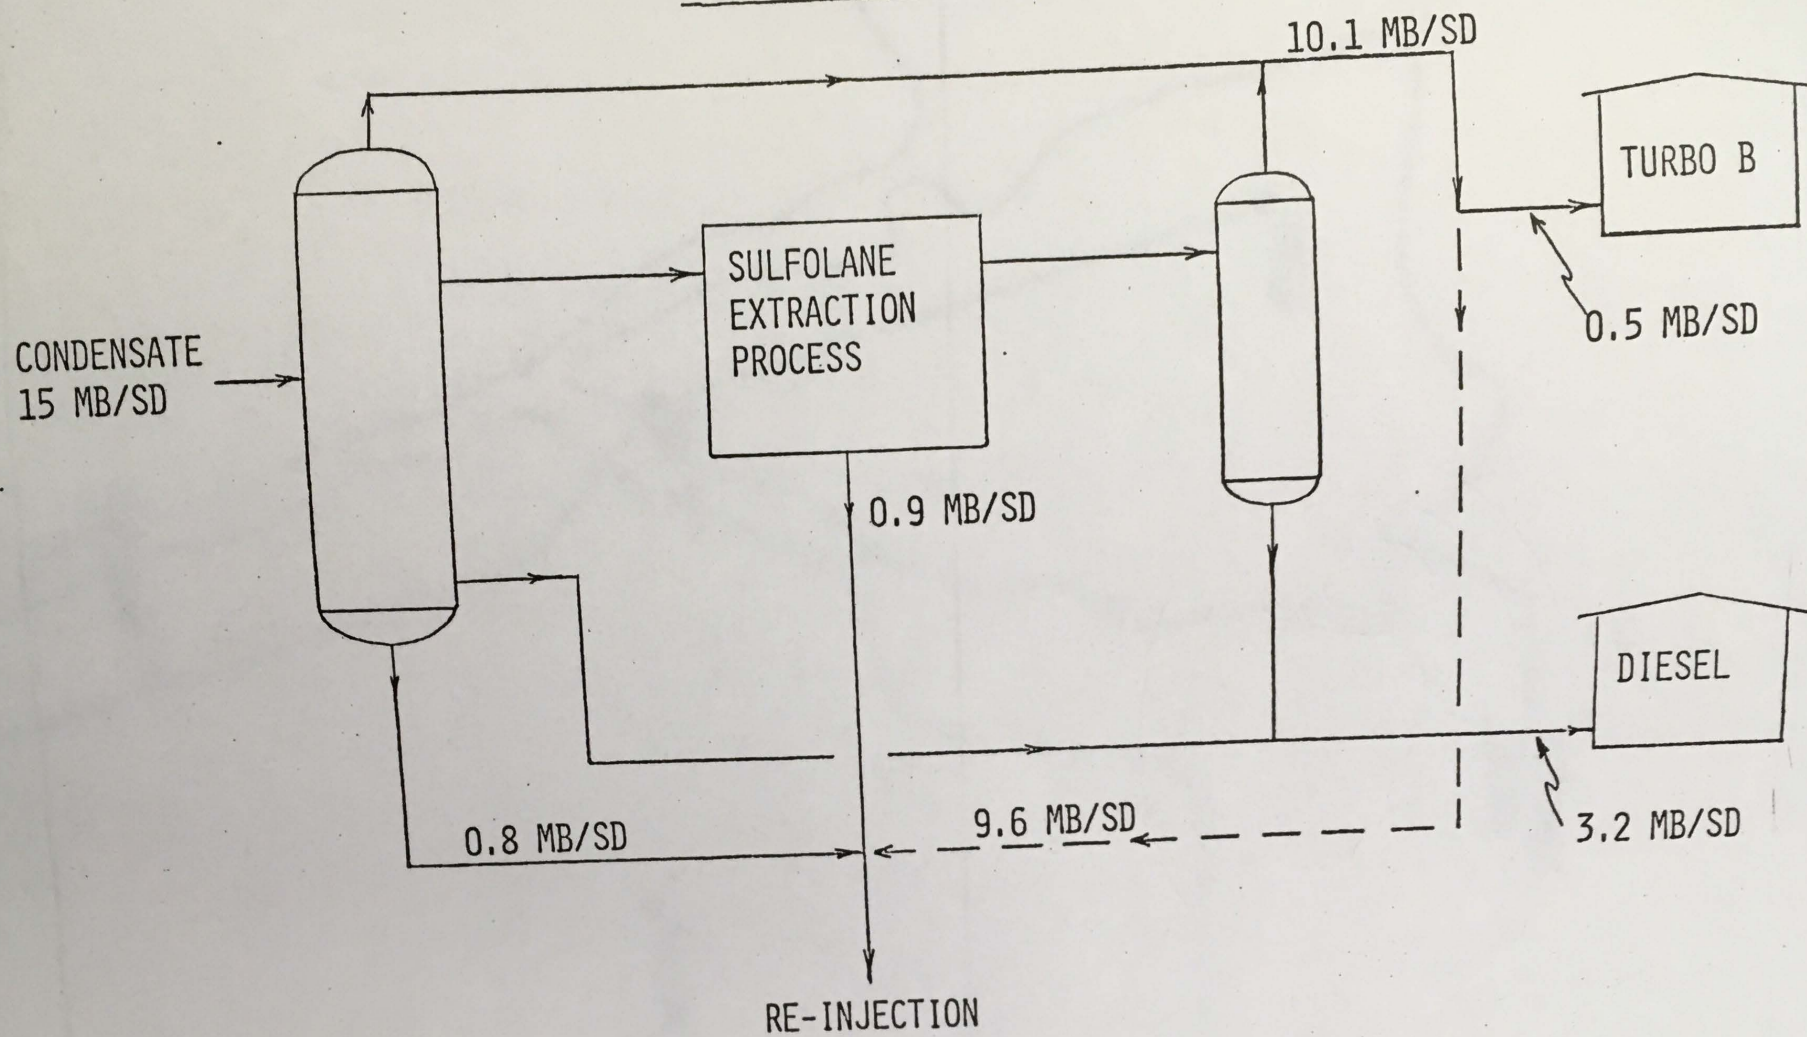 10.1 MB/SD
TURBO B
SULFOLANE
EXTRACTION
PROCESS
0.5 MB/SD
CONDENSATE
15 MB/SD
0.9 MB/SD
DIESEL
9.6 MB/SD
3.2 MB/SD
0.8 MB/SD
RE-INJECTION